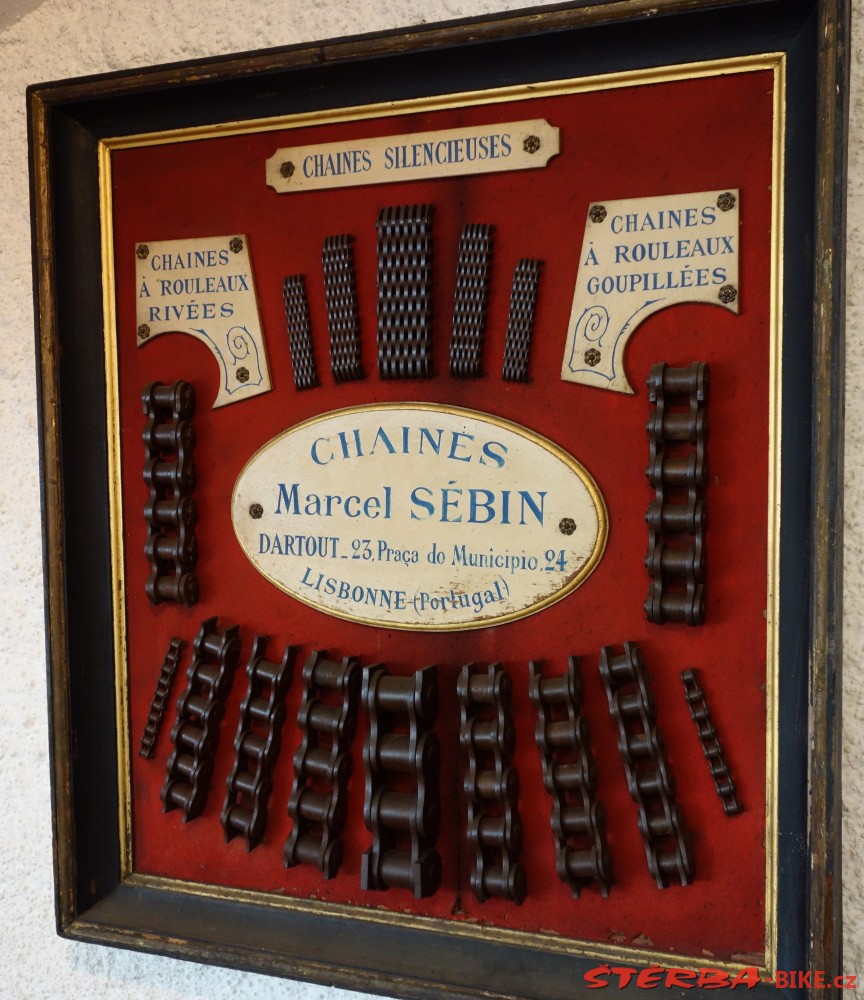 CHAINES SILENCIEUSES
CHAINES
À ROULEAUX
RIVÉES
CHAINES
À ROULEAUX
GOUPILLÉES
CHAINES
Marcel SÉBIN
DARTOUT_23, Praça do Municipio, 24
LISBONNE-(Portugal)
ŠTERBA-BIKE.cz